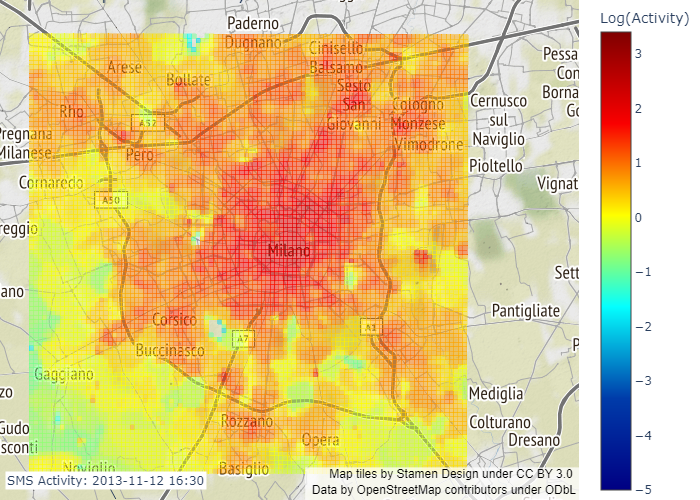 Log(Activity)
Paderno
Dugnano
Cinisello
Balsamo
Arese
Bollate
Sesto
San
Giovanni
Cologno
Monzese
Vimodrone
Rho
A52
Pero
Pregnana
Milanese
Cornaredo
A50
reggio
ano
Cernusco
sul
Naviglio
Pioltello
Pessa
Con
Borna
Go
Vignat
Milano
Sett
Pantigliate
P
Corsico
A7
A1
Buccinasco
Gaggiano
zo
Gudo
sconti
Rozzano
Opera
Mediglia
Colturano
Dresano
Noviglio
Basiglio
3
2
1
0
−1
−2
−3
−4
−5
SMS Activity: 2013-11-12 16:30
Map tiles by Stamen Design under CC BY 3.0
Data by OpenStreetMap contributors under ODbL